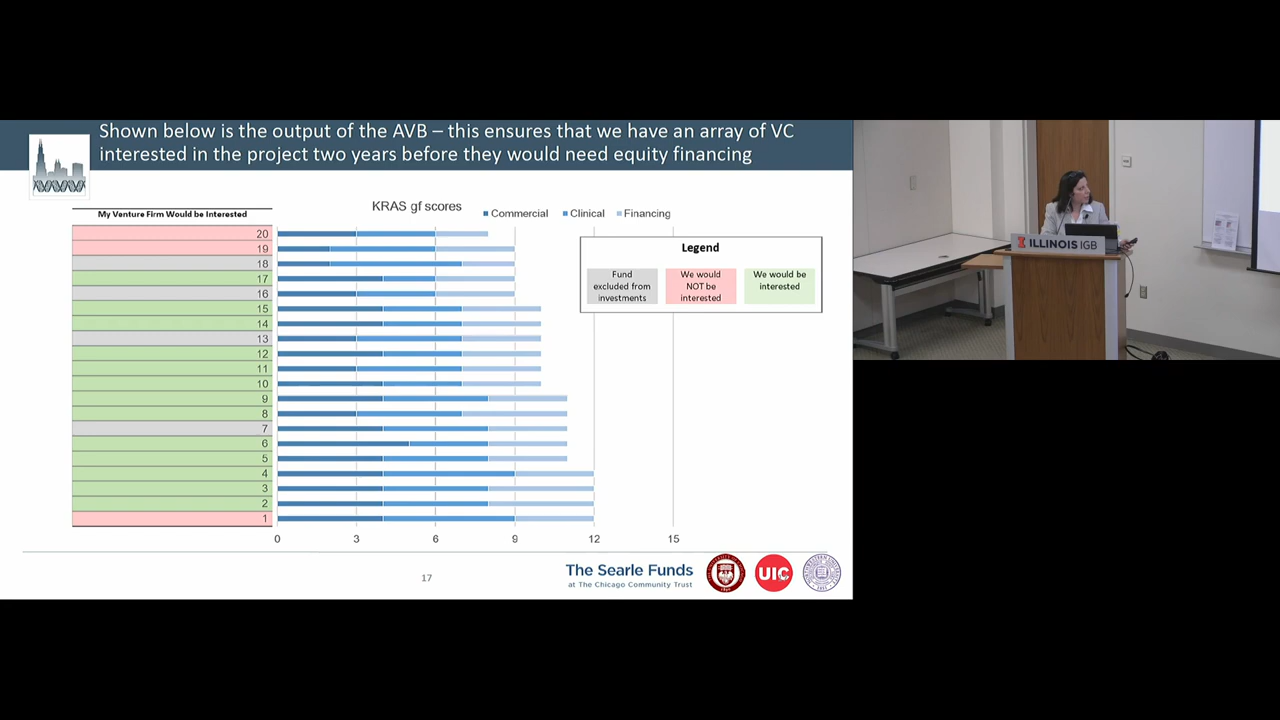 Shown below is the output of the AVB – this ensures that we have an array of VC
interested in the project two years before they would need equity financing
My Venture Firm Would be Interested
KRAS gf scores
Commercial
Clinical
Financing
Legend
Fund
excluded from
investments
We would
NOT be
interested
We would be
interested
20
19
18
17
16
15
14
13
12
11
10
9
8
7
6
5
4
3
2
1
0 3 6 9 12 15
17
The Searle Funds
at The Chicago Community Trust
UIC
ILLINOIS IGB